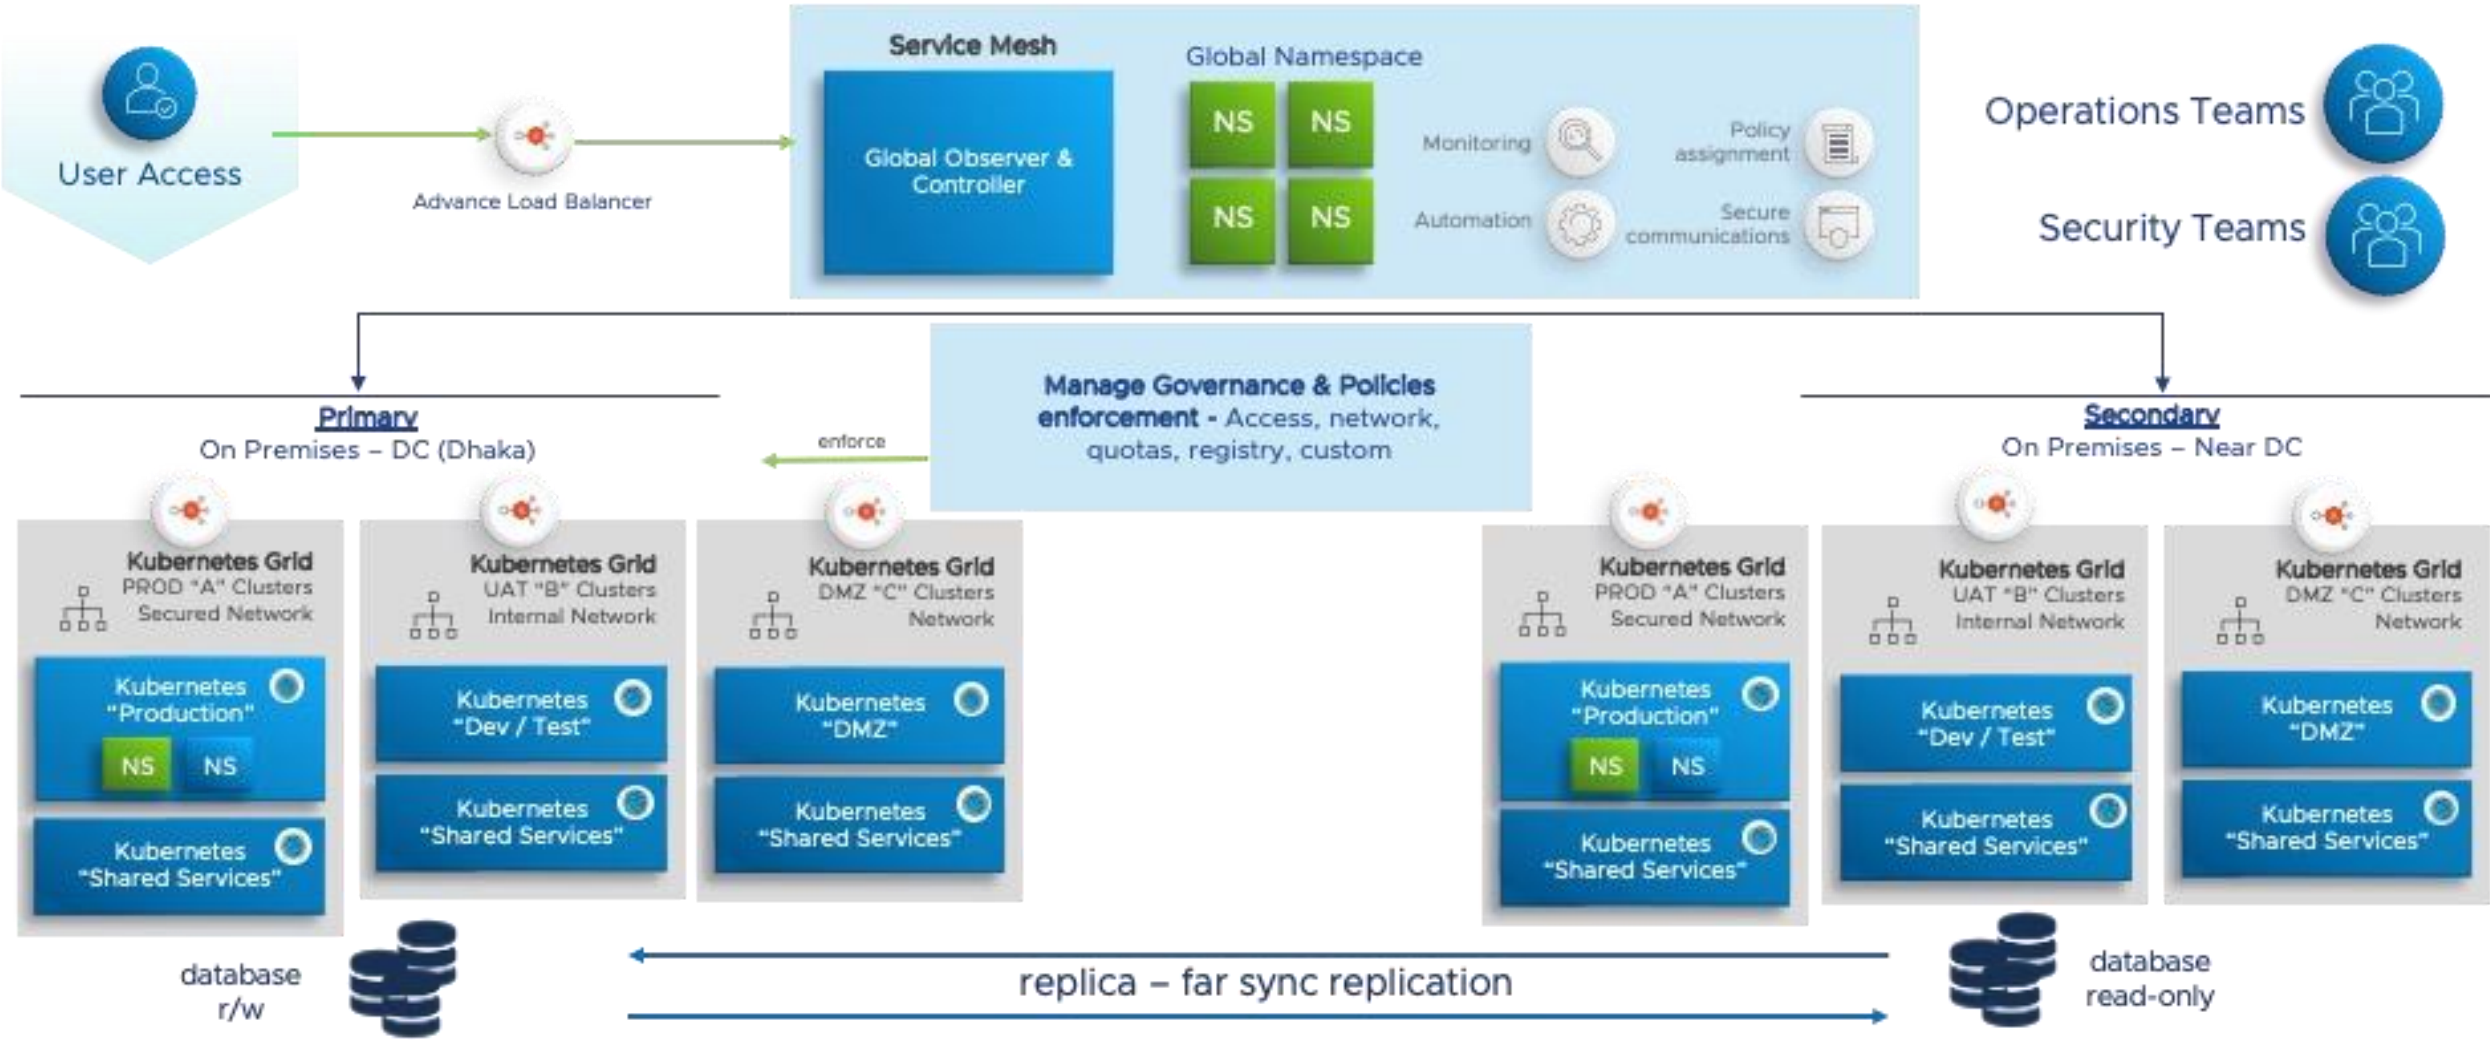 Service Mesh
Global Namespace
User Access
Advance Load Balancer
Global Observer &
Controller
NS
NS
NS
NS
Monitoring
Policy
assignment
Automation
Secure
communications
Operations Teams
Security Teams
Primary
On Premises – DC (Dhaka)
enforce
Manage Governance & Policies
enforcement - Access, network,
quotas, registry, custom
Secondary
On Premises – Near DC
Kubernetes Grid
PROD "A" Clusters
Secured Network
Kubernetes
"Production"
NS
NS
Kubernetes
"Shared Services"
Kubernetes Grid
UAT "B" Clusters
Internal Network
Kubernetes
"Dev / Test"
Kubernetes
"Shared Services"
Kubernetes Grid
DMZ "C" Clusters
Network
Kubernetes
"DMZ"
Kubernetes
"Shared Services"
Kubernetes Grid
PROD "A" Clusters
Secured Network
Kubernetes
"Production"
NS
NS
Kubernetes
"Shared Services"
Kubernetes Grid
UAT "B" Clusters
Internal Network
Kubernetes
"Dev / Test"
Kubernetes
"Shared Services"
Kubernetes Grid
DMZ "C" Clusters
Network
Kubernetes
"DMZ"
Kubernetes
"Shared Services"
database
r/w
replica – far sync replication
database
read-only